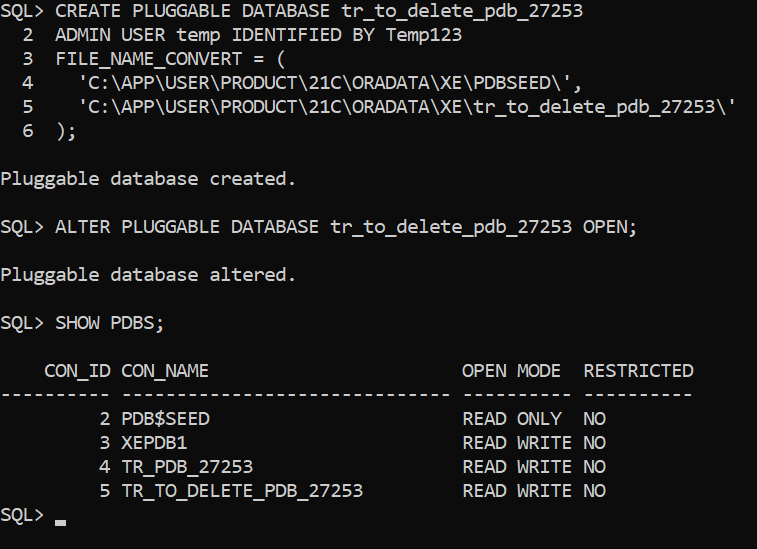 SQL> CREATE PLUGGABLE DATABASE tr_to_delete_pdb_27253
  2  ADMIN USER temp IDENTIFIED BY Temp123
  3  FILE_NAME_CONVERT = (
  4    'C:\APP\USER\PRODUCT\21C\ORADATA\XE\PDBSEED\',
  5    'C:\APP\USER\PRODUCT\21C\ORADATA\XE\tr_to_delete_pdb_27253\'
  6  );
Pluggable database created.
SQL> ALTER PLUGGABLE DATABASE tr_to_delete_pdb_27253 OPEN;
Pluggable database altered.
SQL> SHOW PDBS;
    CON_ID CON_NAME                       OPEN MODE  RESTRICTED
---------- ------------------------------ ---------- ----------
         2 PDB$SEED                       READ ONLY  NO
         3 XEPDB1                         READ WRITE NO
         4 TR_PDB_27253                   READ WRITE NO
         5 TR_TO_DELETE_PDB_27253         READ WRITE NO
SQL>